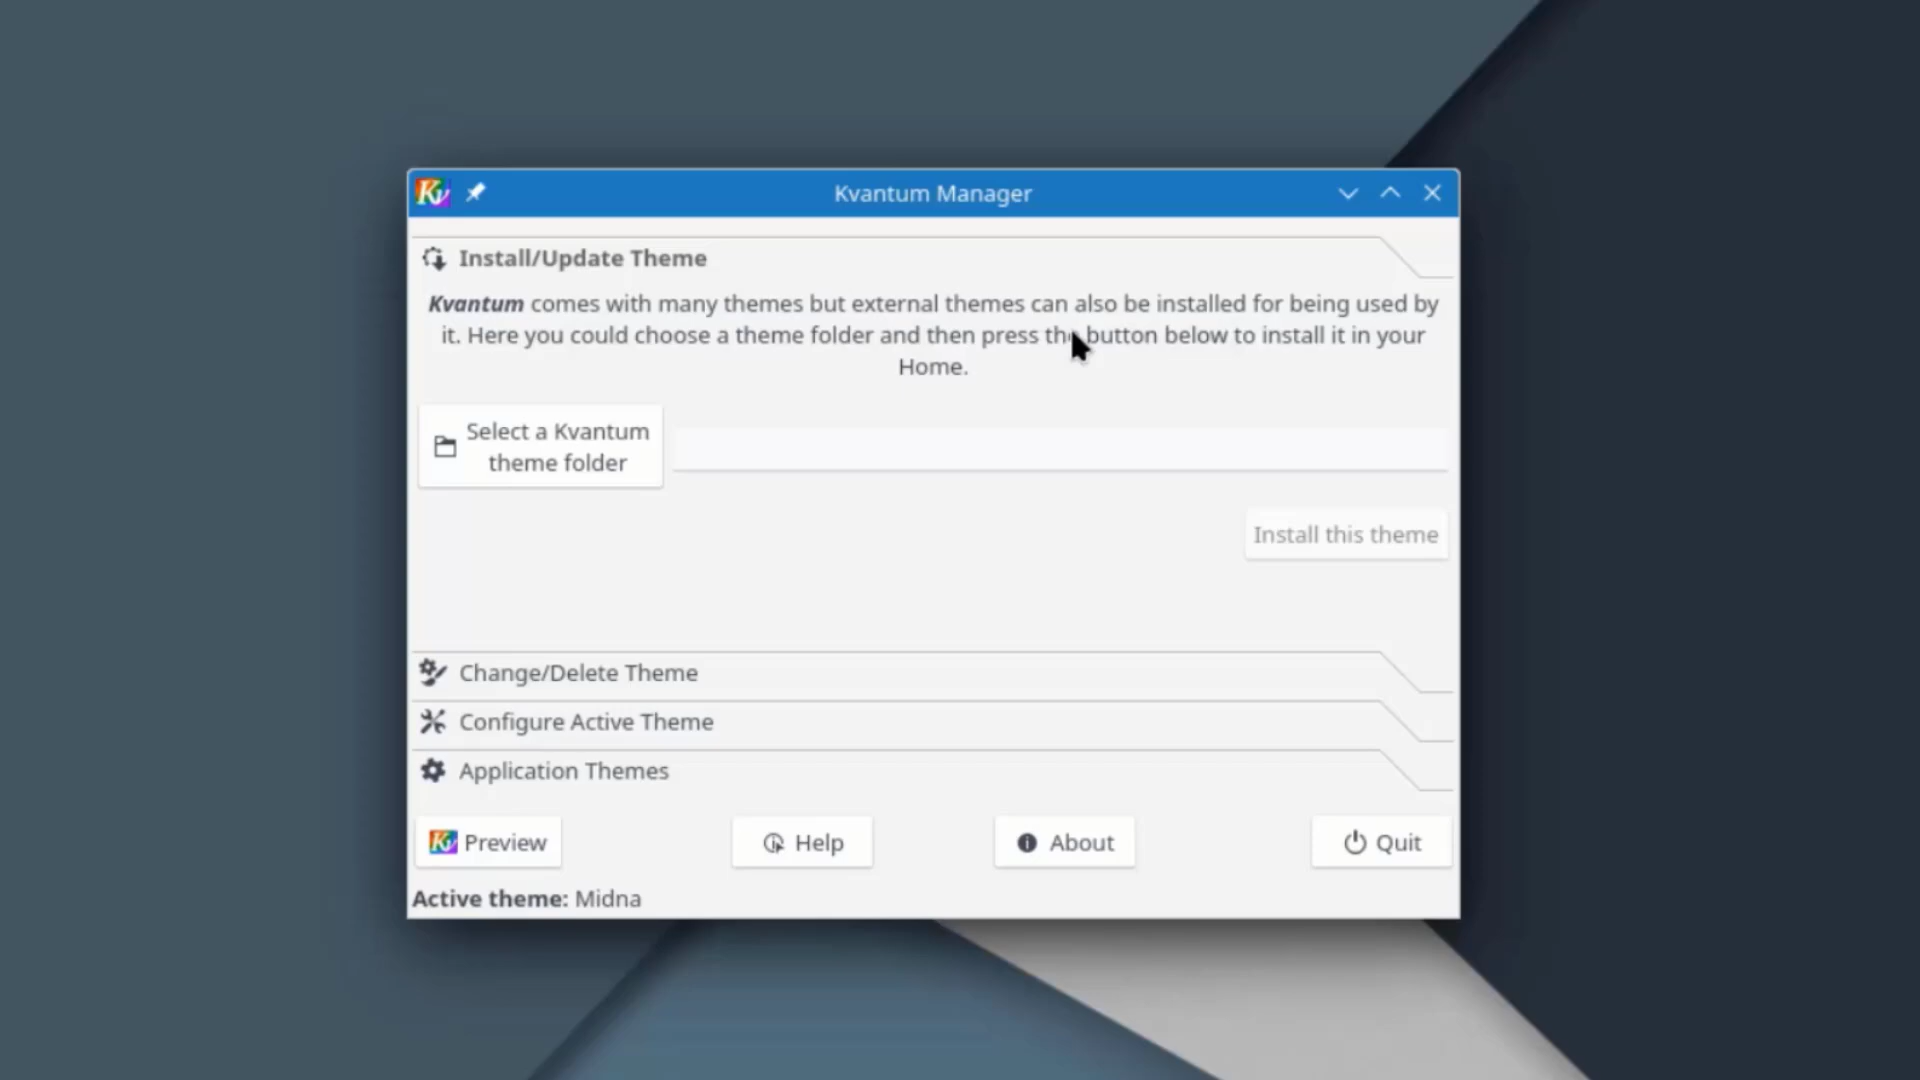 Kvantum Manager
Install/Update Theme
Kvantum comes with many themes but external themes can also be installed for being used by
it. Here you could choose a theme folder and then press the button below to install it in your
Home.
Select a Kvantum
theme folder
Install this theme
Change/Delete Theme
Configure Active Theme
Application Themes
Preview
Help
About
Quit
Active theme: Midna